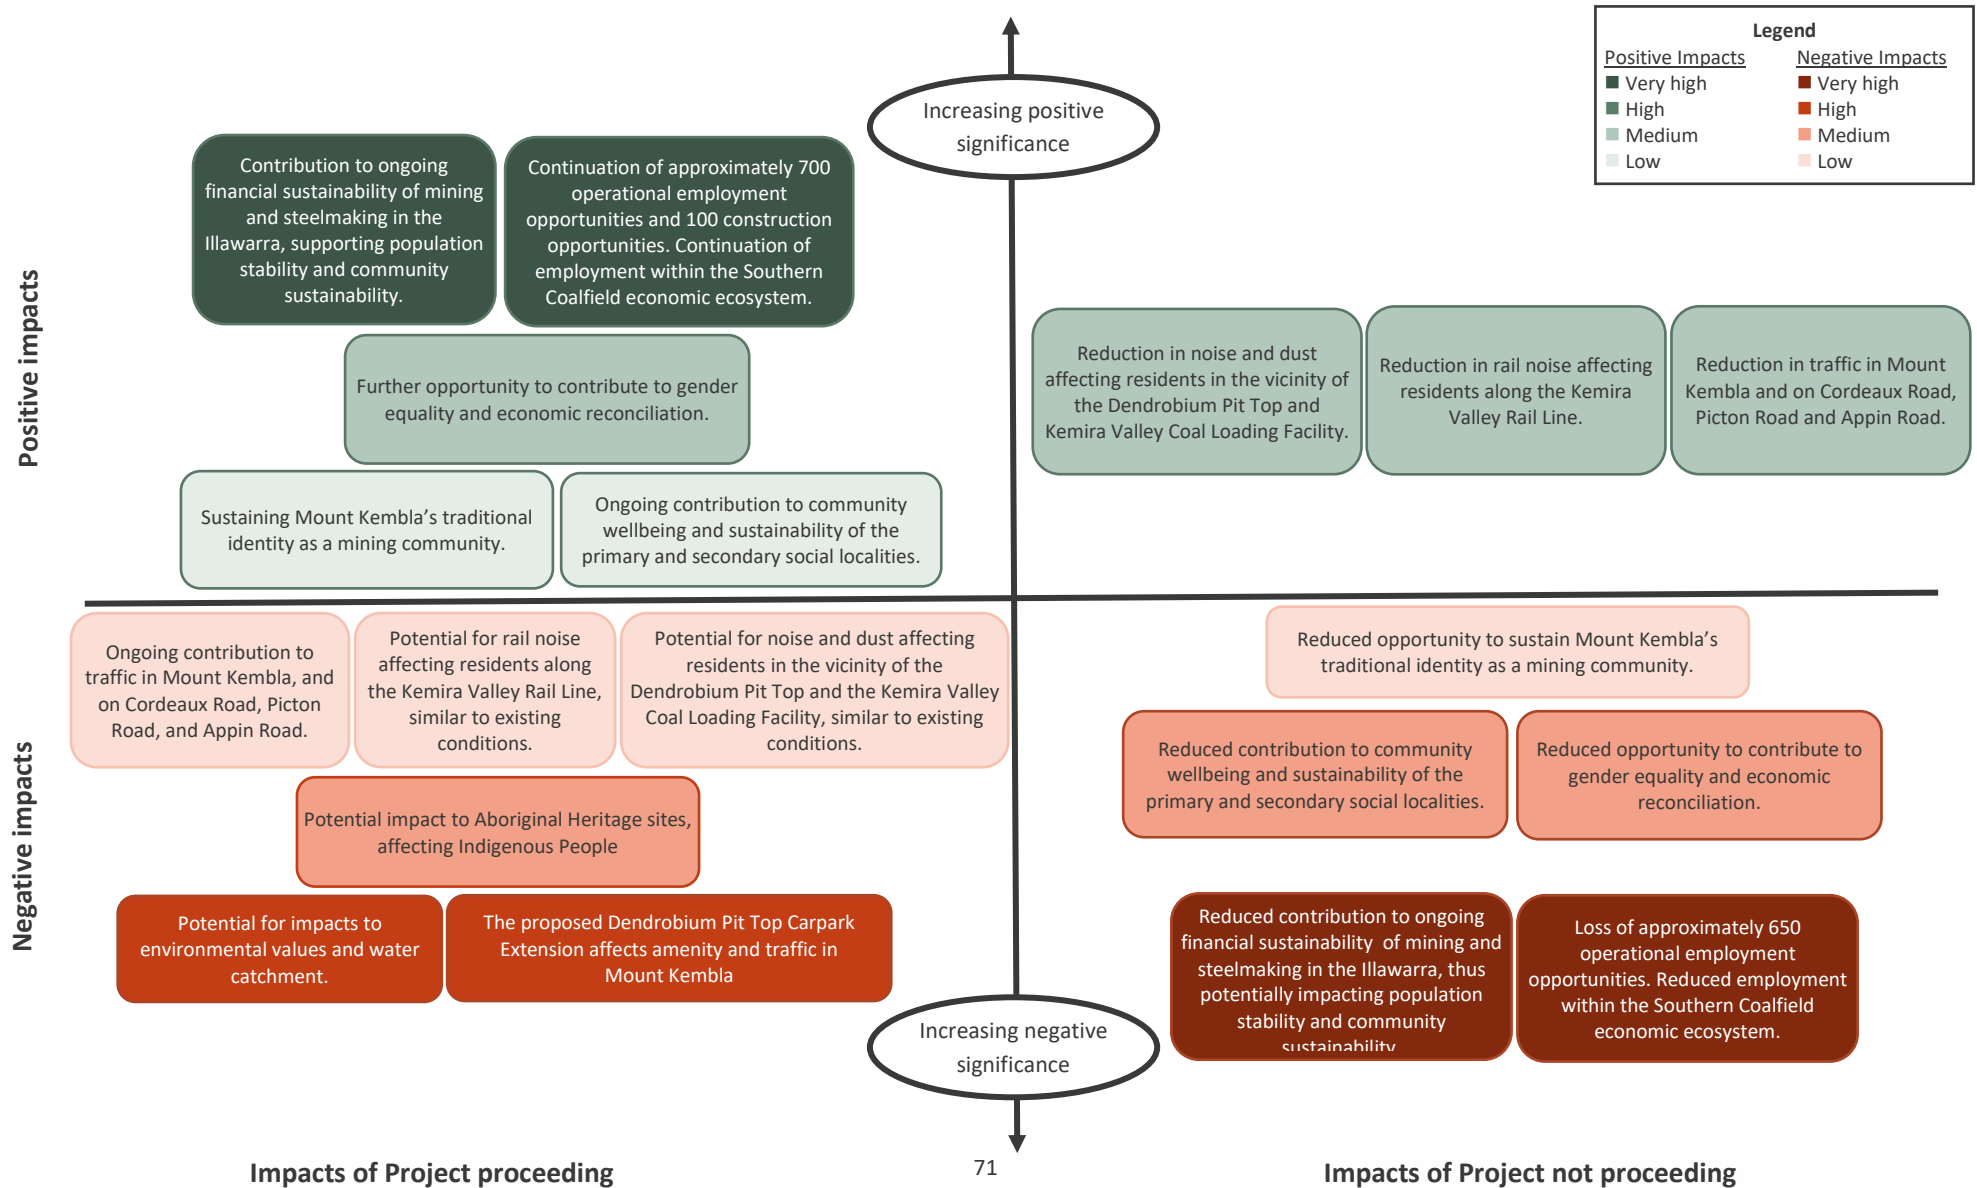 Legend
Positive Impacts
Very high
High
Medium
Low
Negative Impacts
Very high
High
Medium
Low
Increasing positive
significance
Positive impacts
Contribution to ongoing
financial sustainability of mining
and steelmaking in the
Illawarra, supporting population
stability and community
sustainability.
Continuation of approximately 700
operational employment
opportunities and 100 construction
opportunities. Continuation of
employment within the Southern
Coalfield economic ecosystem.
Further opportunity to contribute to gender
equality and economic reconciliation.
Sustaining Mount Kembla’s traditional
identity as a mining community.
Ongoing contribution to community
wellbeing and sustainability of the
primary and secondary social localities.
Reduction in noise and dust
affecting residents in the vicinity of
the Dendrobium Pit Top and
Kemira Valley Coal Loading Facility.
Reduction in rail noise affecting
residents along the Kemira
Valley Rail Line.
Reduction in traffic in Mount
Kembla and on Cordeaux Road,
Picton Road and Appin Road.
Negative impacts
Ongoing contribution to
traffic in Mount Kembla, and
on Cordeaux Road, Picton
Road, and Appin Road.
Potential for rail noise
affecting residents along
the Kemira Valley Rail Line,
similar to existing
conditions.
Potential for noise and dust affecting
residents in the vicinity of the
Dendrobium Pit Top and the Kemira Valley
Coal Loading Facility, similar to existing
conditions.
Potential impact to Aboriginal Heritage sites,
affecting Indigenous People
Potential for impacts to
environmental values and water
catchment.
The proposed Dendrobium Pit Top Carpark
Extension affects amenity and traffic in
Mount Kembla
Reduced opportunity to sustain Mount Kembla’s
traditional identity as a mining community.
Reduced contribution to community
wellbeing and sustainability of the
primary and secondary social localities.
Reduced opportunity to contribute to
gender equality and economic
reconciliation.
Reduced contribution to ongoing
financial sustainability of mining and
steelmaking in the Illawarra, thus
potentially impacting population
stability and community
sustainability.
Loss of approximately 650
operational employment
opportunities. Reduced employment
within the Southern Coalfield
economic ecosystem.
Increasing negative
significance
Impacts of Project proceeding
71
Impacts of Project not proceeding